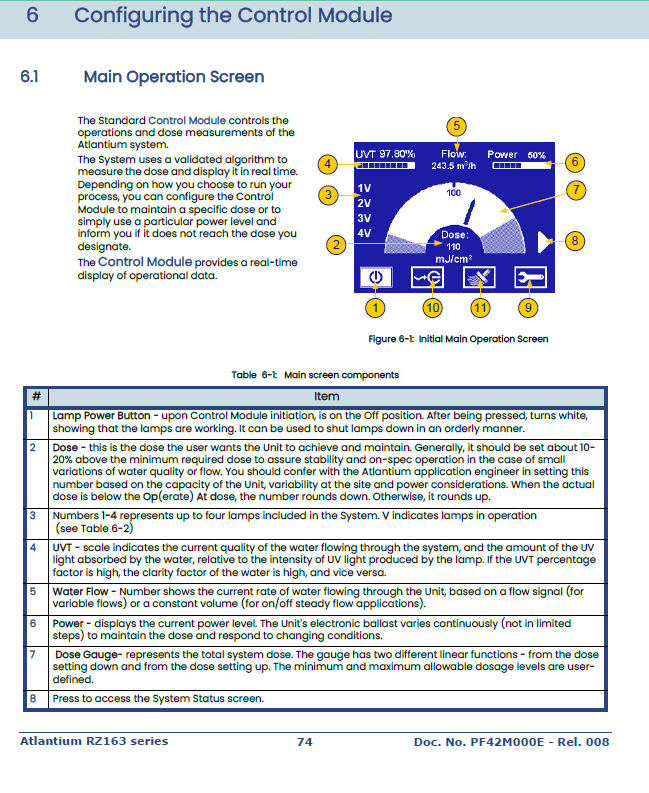 6 Configuring the Control Module
6.1 Main Operation Screen
The Standard Control Module controls the
operations and dose measurements of the
Atlantium system.
The System uses a validated algorithm to
measure the dose and display it in real time.
Depending on how you choose to run your
process, you can configure the Control
Module to maintain a specific dose or to
simply use a particular power level and
inform you if it does not reach the dose you
designate.
The Control Module provides a real-time
display of operational data.
5
UVT 97.90% Flow: Power 50%
243.5 m³/h
4
6
3
7
1V
2V
3V
4V
100
2
8
Dose:
110
mJ/cm²
1
10
11
9
Figure 6-1: Initial Main Operation Screen
Table 6-1: Main screen components
# Item
1 Lamp Power Button - upon Control Module initiation, is on the Off position. After being pressed, turns white,
showing that the lamps are working. It can be used to shut lamps down in an orderly manner.
2 Dose - this is the dose the user wants the Unit to achieve and maintain. Generally, it should be set about 10-
20% above the minimum required dose to assure stability and on-spec operation in the case of small
variations of water quality or flow. You should confer with the Atlantium application engineer in setting this
number based on the capacity of the Unit, variability at the site and power considerations. When the actual
dose is below the Op(erate) At dose, the number rounds down. Otherwise, it rounds up.
3 Numbers 1-4 represents up to four lamps included in the System. V indicates lamps in operation
(see Table 6-2)
4 UVT - scale indicates the current quality of the water flowing through the system, and the amount of the UV
light absorbed by the water, relative to the intensity of UV light produced by the lamp. If the UVT percentage
factor is high, the clarity factor of the water is high, and vice versa.
5 Water Flow - Number shows the current rate of water flowing through the Unit, based on a flow signal (for
variable flows) or a constant volume (for on/off steady flow applications).
6 Power - displays the current power level. The Unit's electronic ballast varies continuously (not in limited
steps) to maintain the dose and respond to changing conditions.
7 Dose Gauge- represents the total system dose. The gauge has two different linear functions - from the dose
setting down and from the dose setting up. The minimum and maximum allowable dosage levels are user-
defined.
8 Press to access the System Status screen.
Atlantium RZ163 series 74 Doc. No. PF42M000E - Rel. 008